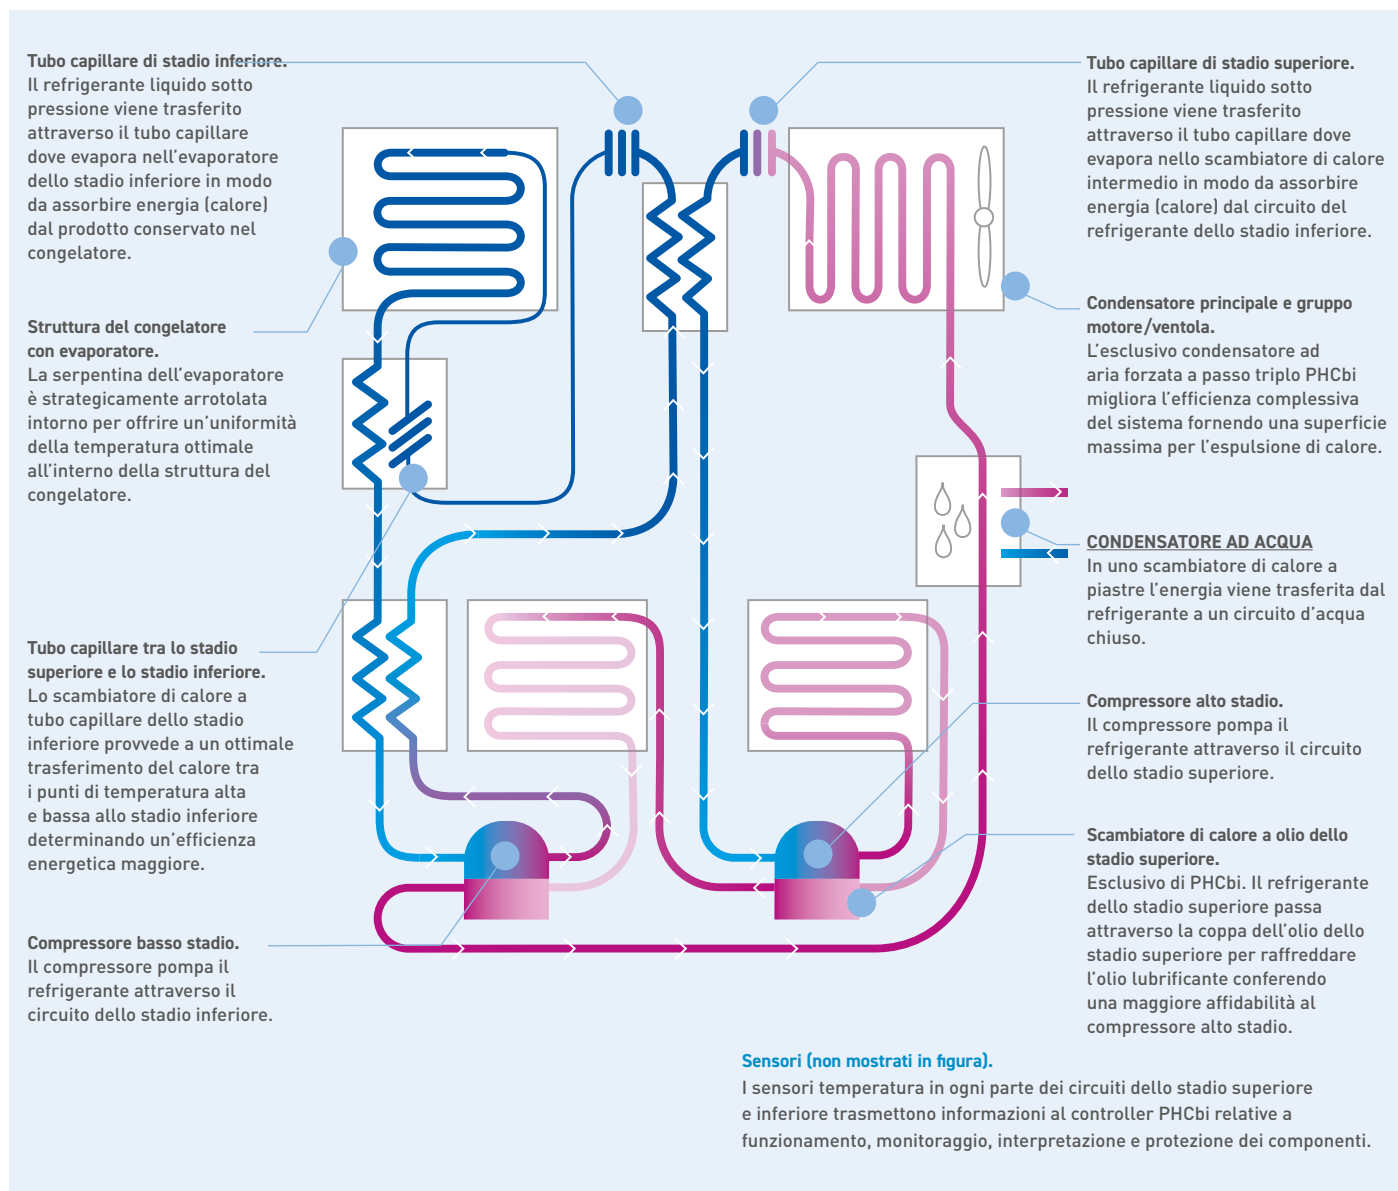 Tubo capillare di stadio inferiore.
Il refrigerante liquido sotto
pressione viene trasferito
attraverso il tubo capillare
dove evapora nell'evaporatore
dello stadio inferiore in modo
da assorbire energia (calore)
dal prodotto conservato nel
congelatore.
Struttura del congelatore
con evaporatore.
La serpentina dell'evaporatore
è strategicamente arrotolata
intorno per offrire un'uniformità
della temperatura ottimale
all'interno della struttura del
congelatore.
Tubo capillare tra lo stadio
superiore e lo stadio inferiore.
Lo scambiatore di calore a
tubo capillare dello stadio
inferiore provvede a un ottimale
trasferimento del calore tra
i punti di temperatura alta
e bassa allo stadio inferiore
determinando un'efficienza
energetica maggiore.
Compressore basso stadio.
Il compressore pompa il
refrigerante attraverso il
circuito dello stadio inferiore.
Tubo capillare di stadio superiore.
Il refrigerante liquido sotto
pressione viene trasferito
attraverso il tubo capillare dove
evapora nello scambiatore di calore
intermedio in modo da assorbire
energia (calore) dal circuito del
refrigerante dello stadio inferiore.
Condensatore principale e gruppo
motore/ventola.
L'esclusivo condensatore ad
aria forzata a passo triplo PHCbi
migliora l'efficienza complessiva
del sistema fornendo una superficie
massima per l'espulsione di calore.
CONDENSATORE AD ACQUA
In uno scambiatore di calore a
piastre l'energia viene trasferita dal
refrigerante a un circuito d'acqua
chiuso.
Compressore alto stadio.
Il compressore pompa il
refrigerante attraverso il circuito
dello stadio superiore.
Scambiatore di calore a olio dello
stadio superiore.
Esclusivo di PHCbi. Il refrigerante
dello stadio superiore passa
attraverso la coppa dell'olio dello
stadio superiore per raffreddare
l'olio lubrificante conferendo
una maggiore affidabilità al
compressore alto stadio.
Sensori (non mostrati in figura).
I sensori temperatura in ogni parte dei circuiti dello stadio superiore
e inferiore trasmettono informazioni al controller PHCbi relative a
funzionamento, monitoraggio, interpretazione e protezione dei componenti.